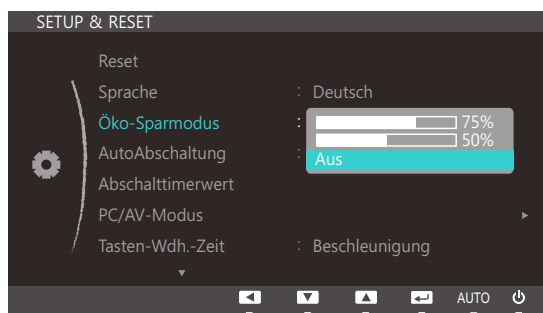 SETUP & RESET
Reset
Sprache : Deutsch
Öko-Sparmodus : 75%
50%
AutoAbschaltung : Aus
Abschalttimerwert
PC/AV-Modus
Tasten-Wdh.-Zeit : Beschleunigung
AUTO